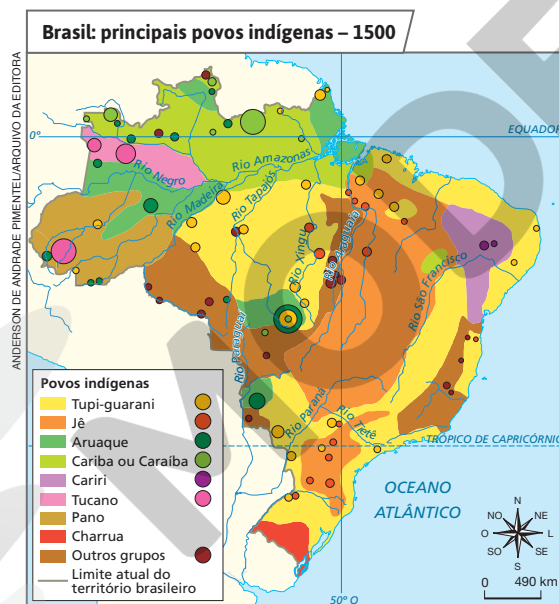 Brasil: principais povos indígenas – 1500
ANDERSON DE ANDRADE PIMENTEL/ARQUIVO DA EDITORA
0°
EQUADOR
Rio Negro
Rio Amazonas
Rio Madeira
Rio Tapajós
Rio Xingu
Rio Araguaia
Rio São Francisco
Rio Paraguai
Rio Paraná
Rio Tietê
TRÓPICO DE CAPRICÓRNIO
OCEANO
ATLÂNTICO
Povos indígenas
Tupi-guarani
Jê
Aruaque
Cariba ou Caraíba
Cariri
Tucano
Pano
Charrua
Outros grupos
Limite atual do
território brasileiro
N
NO
NE
O
L
SO
SE
S
0 490 km
50° O